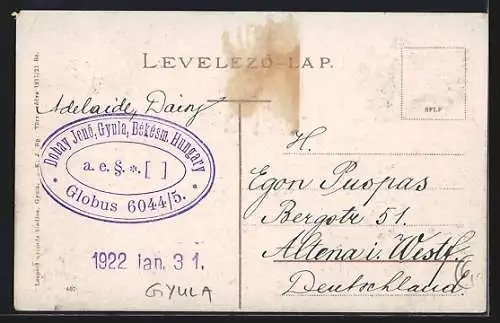 LEVELEZŐ-LAP.
Adelaide, Dairy
Dobay Jenő, Gyula, Békésm. Hungary
a. e. §. *. [ ]
Globus 6044/5.
1922 Jan. 31.
GYULA
H.
Egon Puopas
Bergstr 51.
Altena i. Westf.
Deutschland.